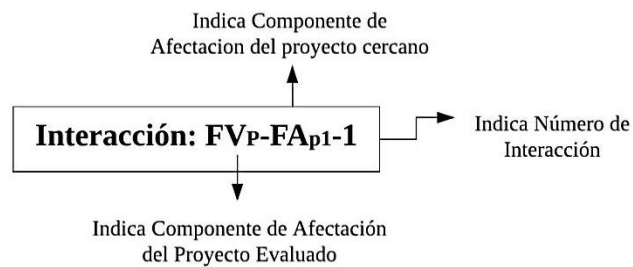 Indica Componente de
Afectacion del proyecto cercano
Interacción: FVP-FAp1-1
Indica Número de
Interacción
Indica Componente de Afectación
del Proyecto Evaluado